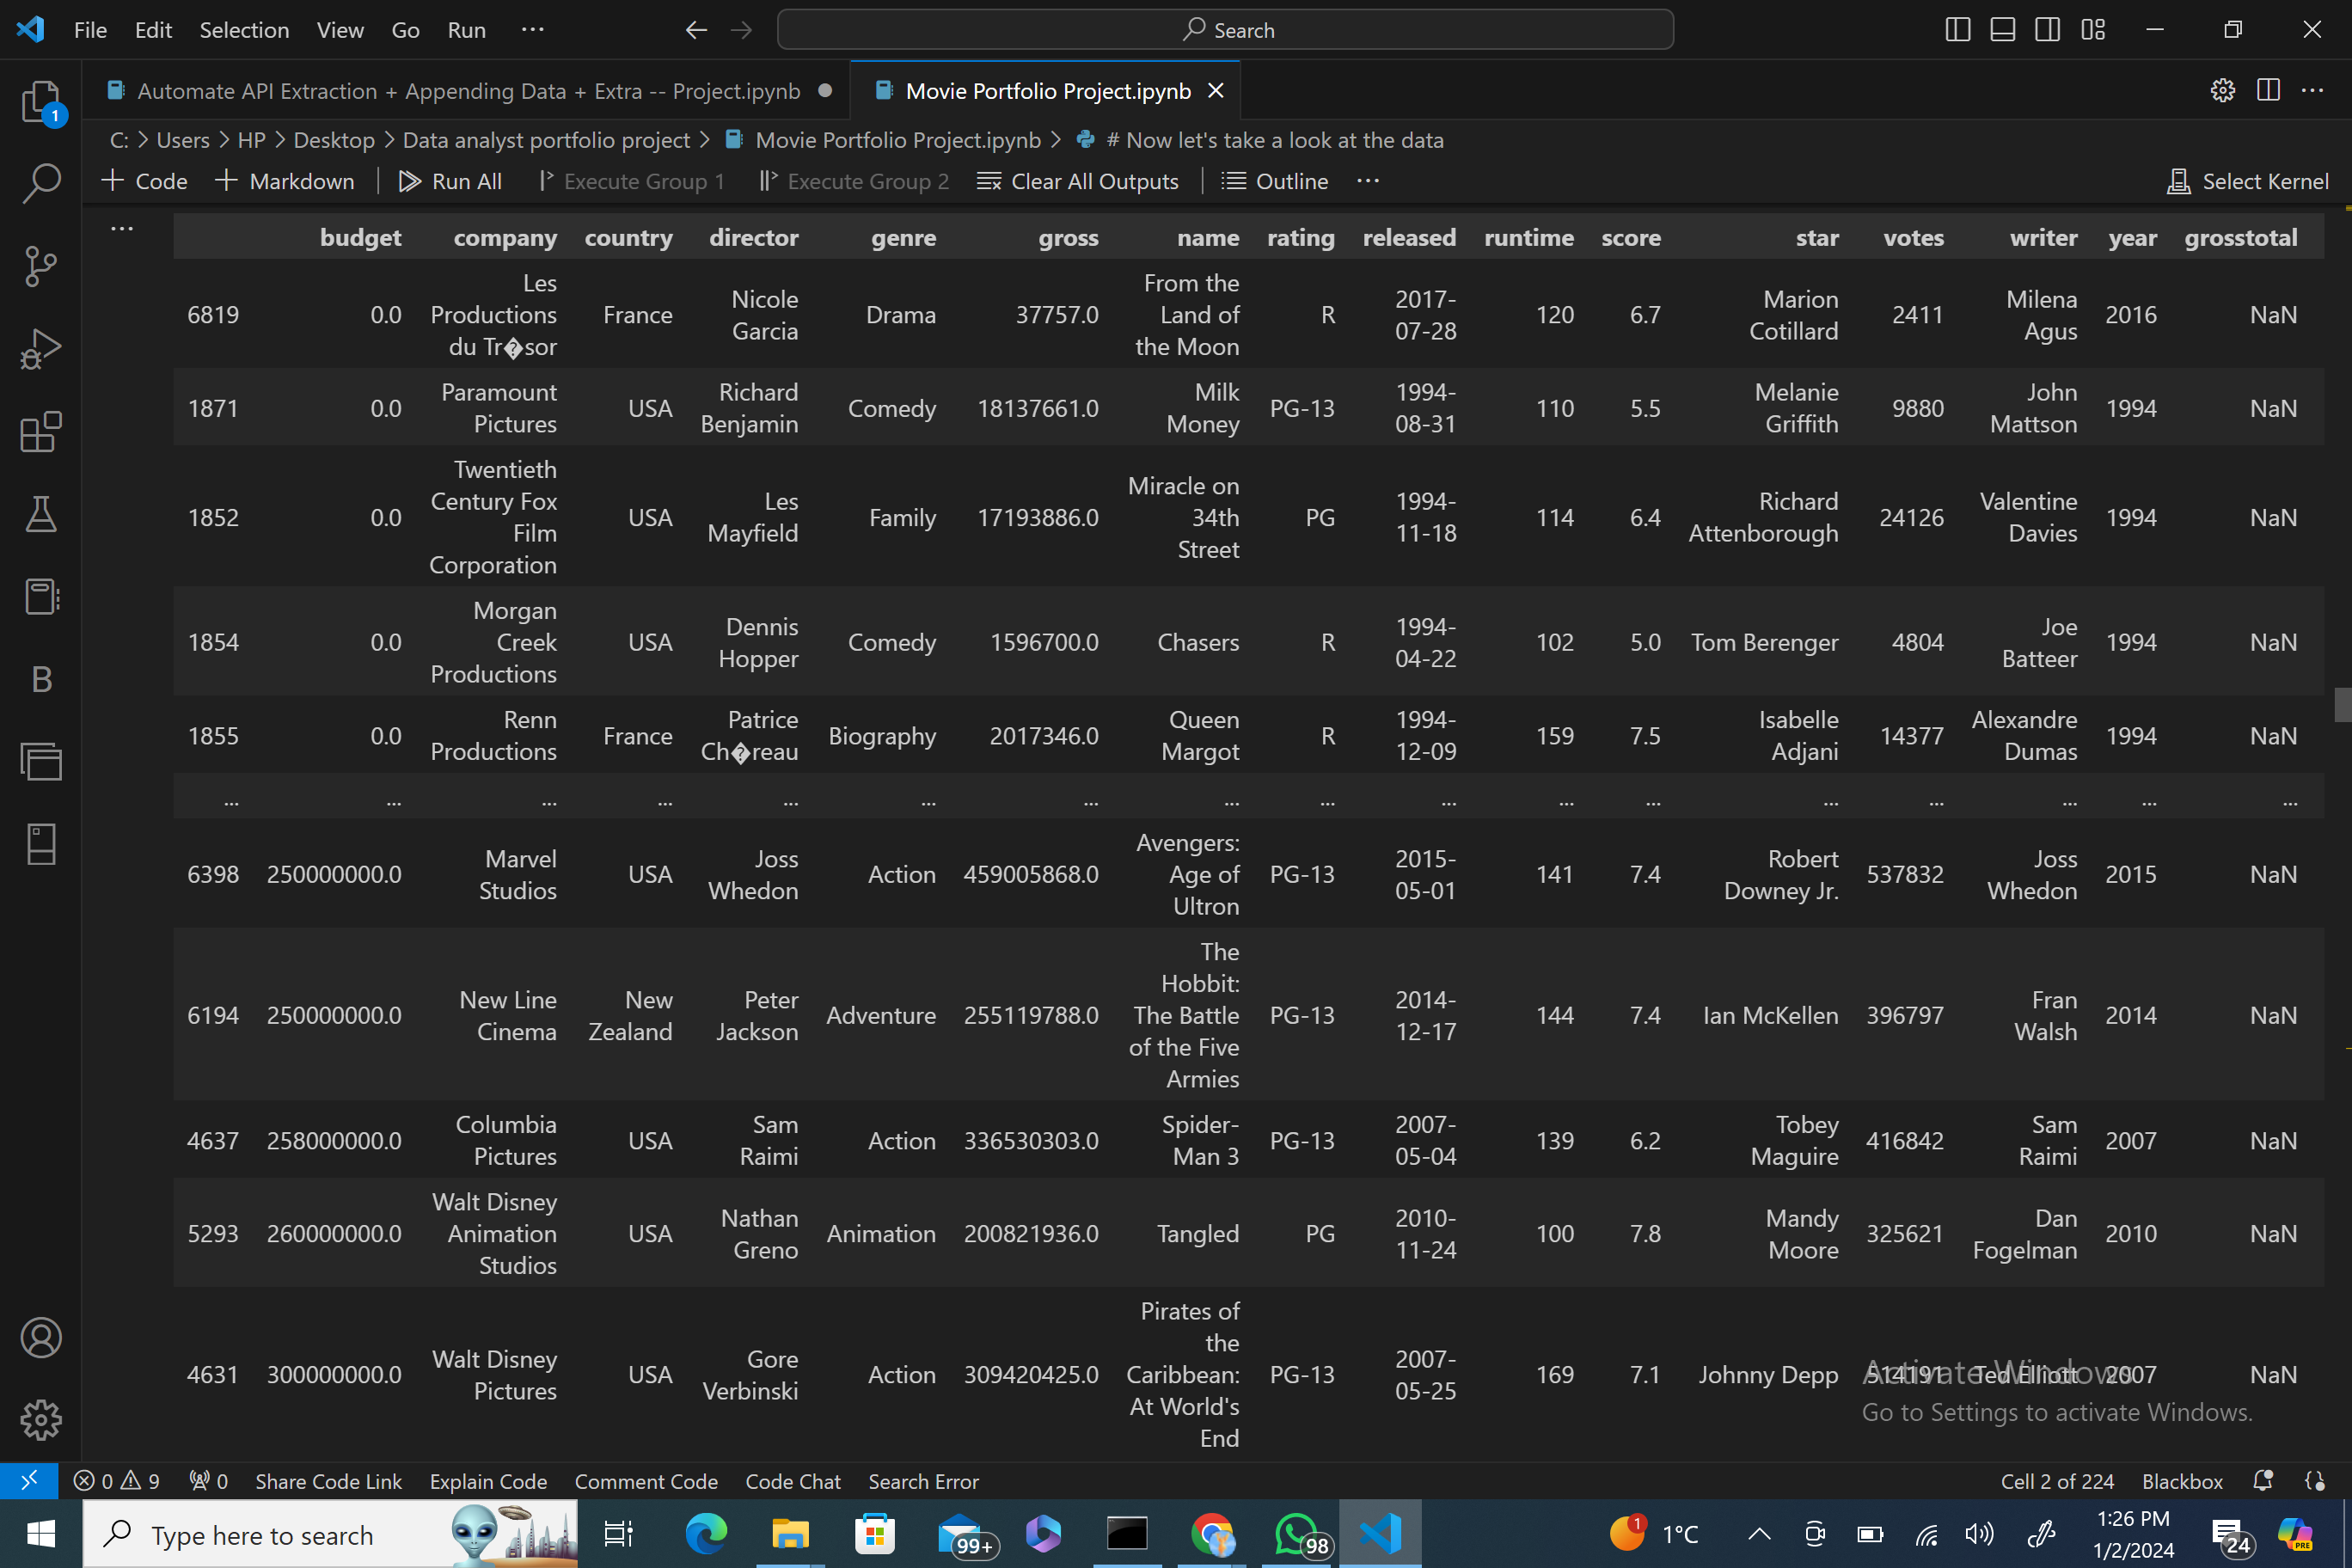 File Edit Selection View Go Run ··· Search
Automate API Extraction + Appending Data + Extra -- Project.ipynb Movie Portfolio Project.ipynb
C: > Users > HP > Desktop > Data analyst portfolio project > Movie Portfolio Project.ipynb > # Now let's take a look at the data
1
+ Code + Markdown Run All Execute Group 1 Execute Group 2 Clear All Outputs Outline ··· Select Kernel
budget company country director genre gross name rating released runtime score star votes writer year grosstotal
6819 0.0 Les Productions du Tr�sor France Nicole Garcia Drama 37757.0 From the Land of the Moon R 2017-07-28 120 6.7 Marion Cotillard 2411 Milena Agus 2016 NaN
1871 0.0 Paramount Pictures USA Richard Benjamin Comedy 18137661.0 Milk Money PG-13 1994-08-31 110 5.5 Melanie Griffith 9880 John Mattson 1994 NaN
1852 0.0 Twentieth Century Fox Film Corporation USA Les Mayfield Family 17193886.0 Miracle on 34th Street PG 1994-11-18 114 6.4 Richard Attenborough 24126 Valentine Davies 1994 NaN
1854 0.0 Morgan Creek Productions USA Dennis Hopper Comedy 1596700.0 Chasers R 1994-04-22 102 5.0 Tom Berenger 4804 Joe Batteer 1994 NaN
1855 0.0 Renn Productions France Patrice Ch�reau Biography 2017346.0 Queen Margot R 1994-12-09 159 7.5 Isabelle Adjani 14377 Alexandre Dumas 1994 NaN
... ... ... ... ... ... ... ... ... ... ... ... ... ... ... ... ...
6398 250000000.0 Marvel Studios USA Joss Whedon Action 459005868.0 Avengers: Age of Ultron PG-13 2015-05-01 141 7.4 Robert Downey Jr. 537832 Joss Whedon 2015 NaN
6194 250000000.0 New Line Cinema New Zealand Peter Jackson Adventure 255119788.0 The Hobbit: The Battle of the Five Armies PG-13 2014-12-17 144 7.4 Ian McKellen 396797 Fran Walsh 2014 NaN
4637 258000000.0 Columbia Pictures USA Sam Raimi Action 336530303.0 Spider-Man 3 PG-13 2007-05-04 139 6.2 Tobey Maguire 416842 Sam Raimi 2007 NaN
5293 260000000.0 Walt Disney Animation Studios USA Nathan Greno Animation 200821936.0 Tangled PG 2010-11-24 100 7.8 Mandy Moore 325621 Dan Fogelman 2010 NaN
4631 300000000.0 Walt Disney Pictures USA Gore Verbinski Action 309420425.0 Pirates of the Caribbean: At World's End PG-13 2007-05-25 169 7.1 Johnny Depp 514191 Ted Elliott 2007 NaN
Activate Windows
Go to Settings to activate Windows.
0 9 0 Share Code Link Explain Code Comment Code Code Chat Search Error Cell 2 of 224 Blackbox
Type here to search 99+ 98 1 1°C 1:26 PM
1/2/2024 24 PRE